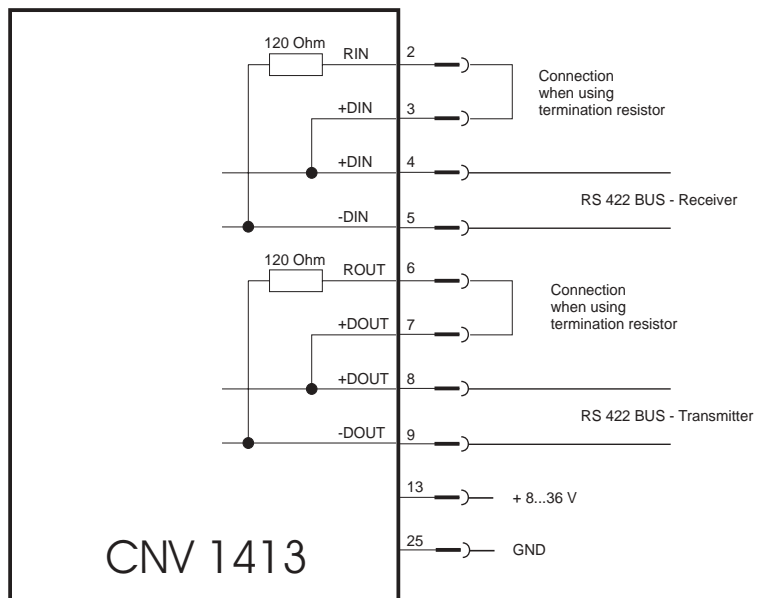 120 Ohm
RIN
2
Connection
when using
termination resistor
+DIN
3
+DIN
4
RS 422 BUS - Receiver
-DIN
5
120 Ohm
ROUT
6
Connection
when using
termination resistor
+DOUT
7
+DOUT
8
RS 422 BUS - Transmitter
-DOUT
9
13
+ 8...36 V
25
GND
CNV 1413